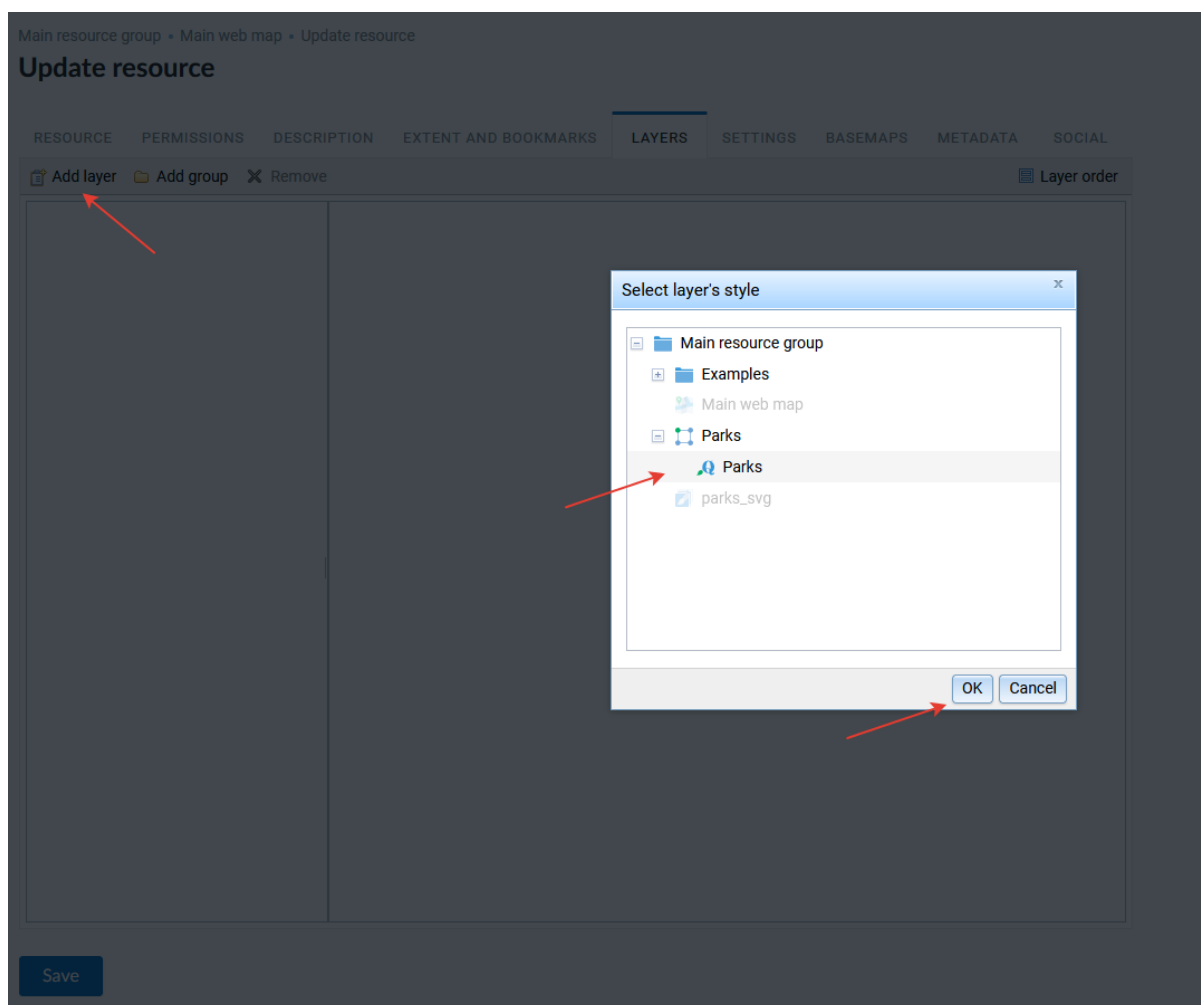 Main resource group • Main web map • Update resource
Update resource
RESOURCE PERMISSIONS DESCRIPTION EXTENT AND BOOKMARKS LAYERS SETTINGS BASEMAPS METADATA SOCIAL
Add layer Add group Remove Layer order
Select layer's style x
Main resource group
Examples
Main web map
Parks
Parks
parks_svg
OK Cancel
Save